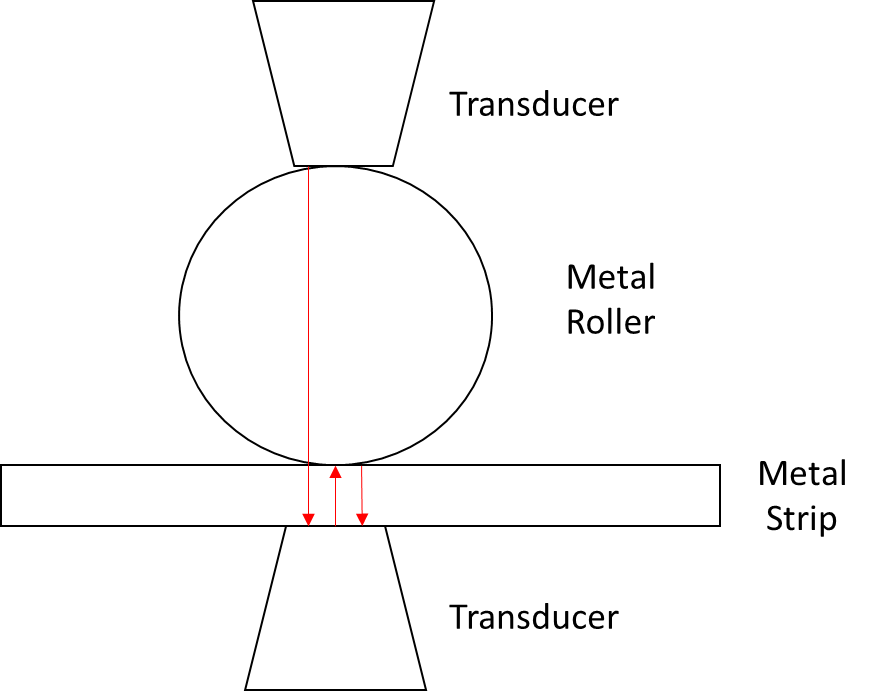 Transducer
Metal
Roller
Metal
Strip
Transducer